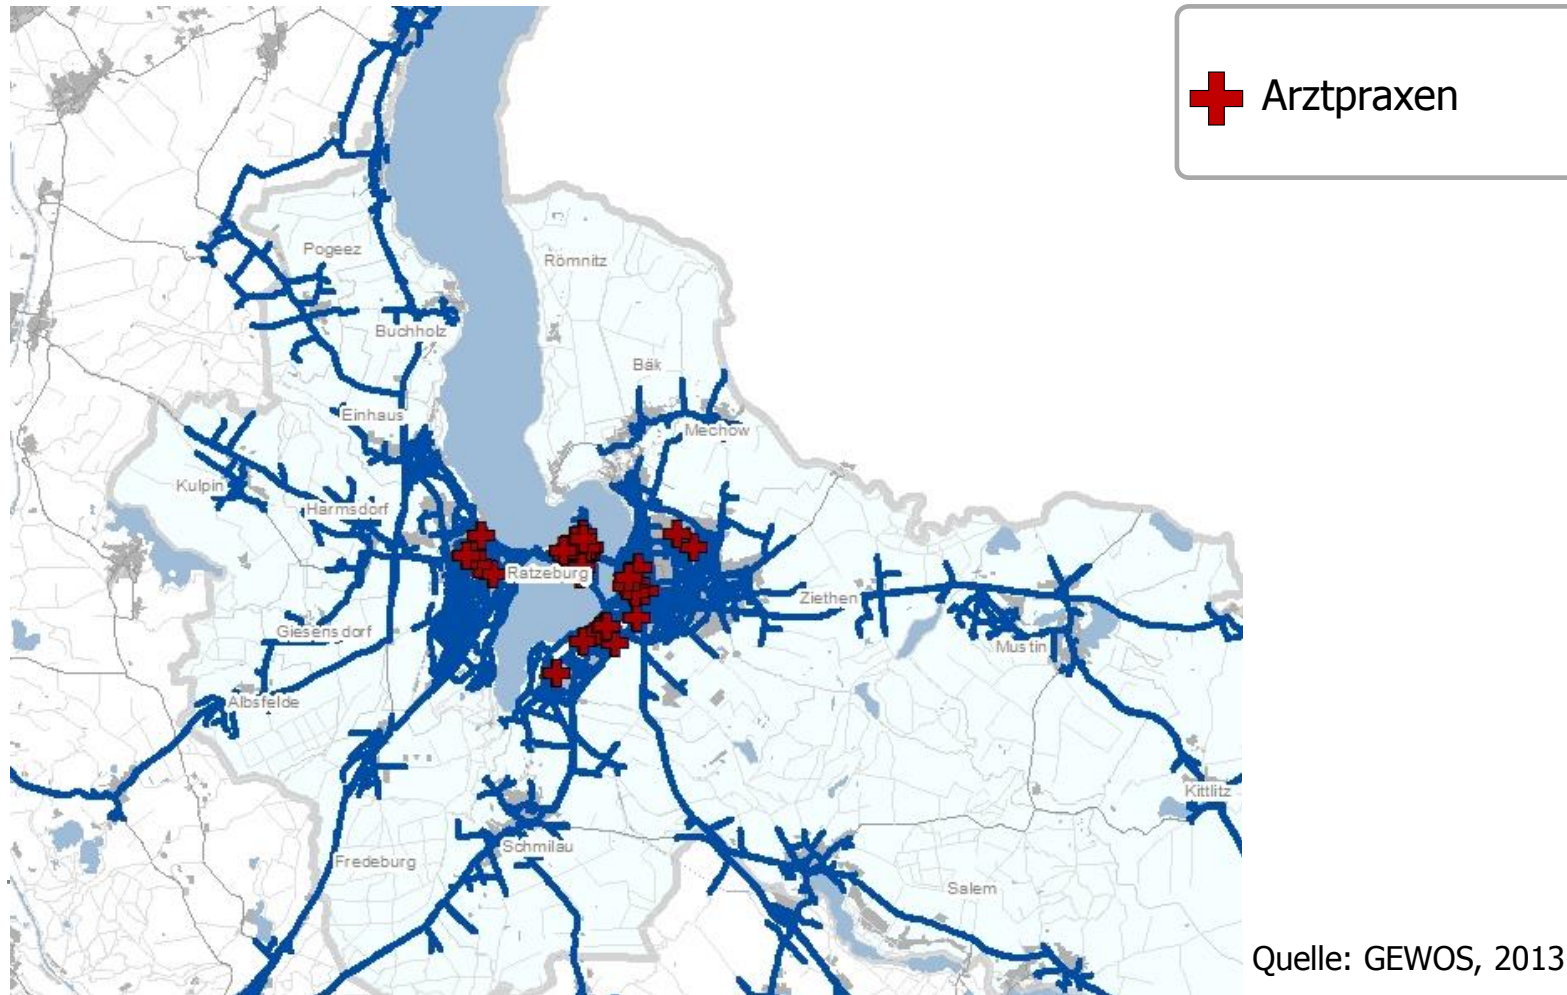 Arztpraxen
Pogeez
Römnitz
Buchholz
Bäk
Einhaus
Mechow
Kulpin
Harmsdorf
Ratzeburg
Ziethen
Giesensdorf
Mustin
Albsfelde
Kittlitz
Schmilau
Fredeburg
Salem
Quelle: GEWOS, 2013